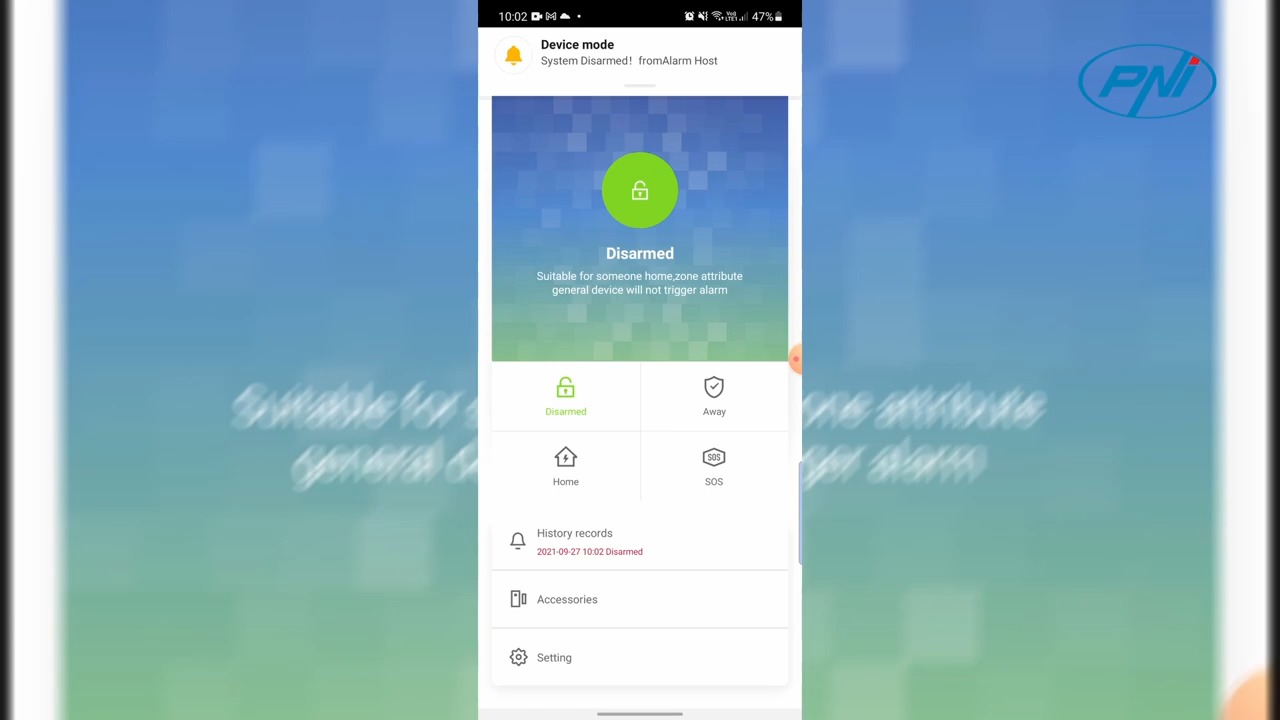 10:02
47%
Device mode
System Disarmed! fromAlarm Host
PNI
Disarmed
Suitable for someone home,zone attribute
general device will not trigger alarm
Disarmed
Away
Home
SOS
SOS
History records
2021-09-27 10:02 Disarmed
Accessories
Setting